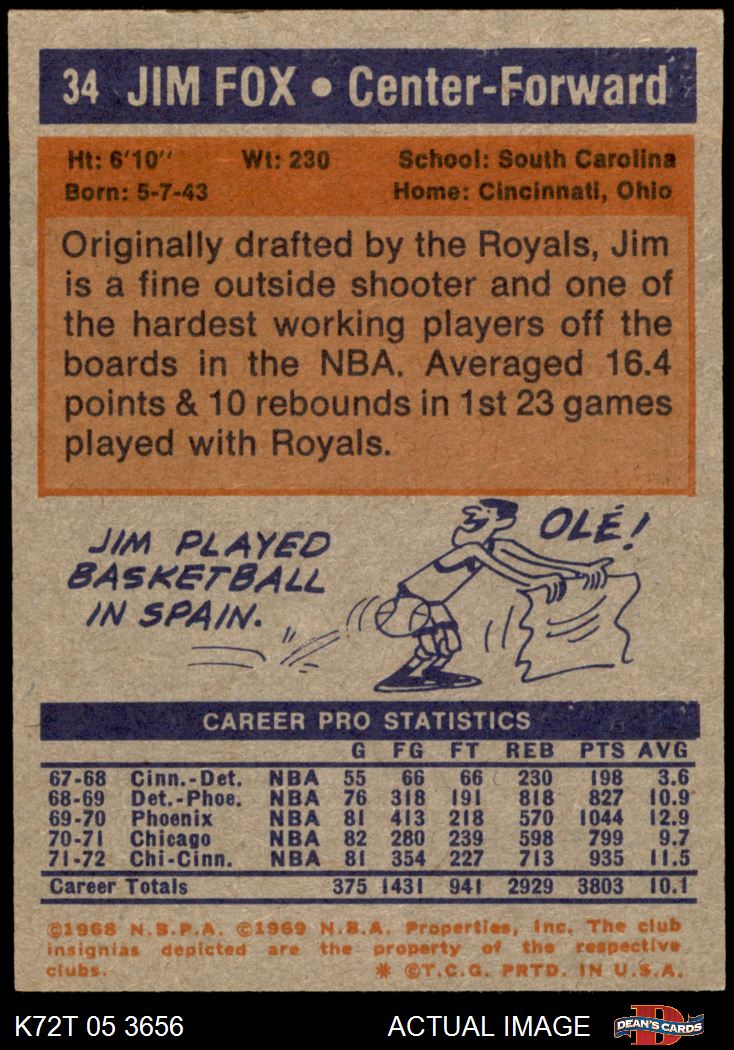 34 JIM FOX • Center-Forward
Ht: 6'10" Wt: 230 School: South Carolina
Born: 5-7-43 Home: Cincinnati, Ohio
Originally drafted by the Royals, Jim
is a fine outside shooter and one of
the hardest working players off the
boards in the NBA. Averaged 16.4
points & 10 rebounds in 1st 23 games
played with Royals.
JIM PLAYED
BASKETBALL
IN SPAIN.
OLÉ!
CAREER PRO STATISTICS
G FG FT REB PTS AVG
67-68 Cinn.-Det. NBA 55 66 66 230 198 3.6
68-69 Det.-Phoe. NBA 76 318 191 818 827 10.9
69-70 Phoenix NBA 81 413 218 570 1044 12.9
70-71 Chicago NBA 82 280 239 598 799 9.7
71-72 Chi-Cinn. NBA 81 354 227 713 935 11.5
Career Totals 375 1431 941 2929 3803 10.1
©1968 N.B.P.A. ©1969 N.B.A. Properties, Inc. The club
insignias depicted are the property of the respective
clubs. * ©T.C.G. PRTD. IN U.S.A.
K72T 05 3656 ACTUAL IMAGE
D
DEAN'S CARDS